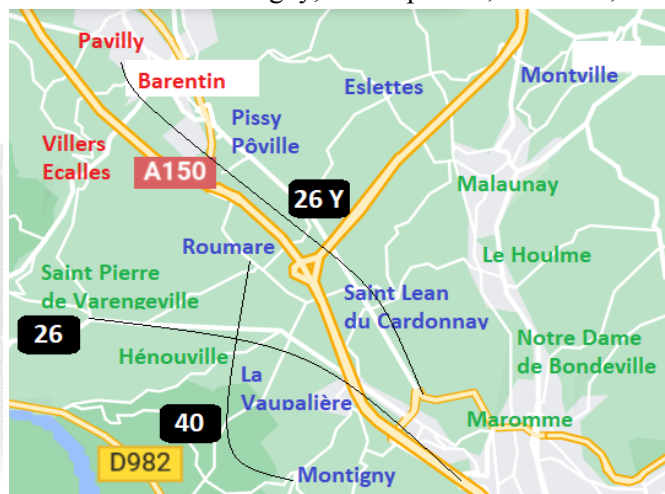 Pavilly
Barentin
Eslettes
Montville
Pissy
Pôville
Villers
Ecalles
A150
26 Y
Malaunay
Roumare
Le Houlme
Saint Pierre
de Varengeville
Saint Lean
du Cardonnay
26
Hénouville
Notre Dame
de Bondeville
La
Vaupalière
40
Maromme
D982
Montigny